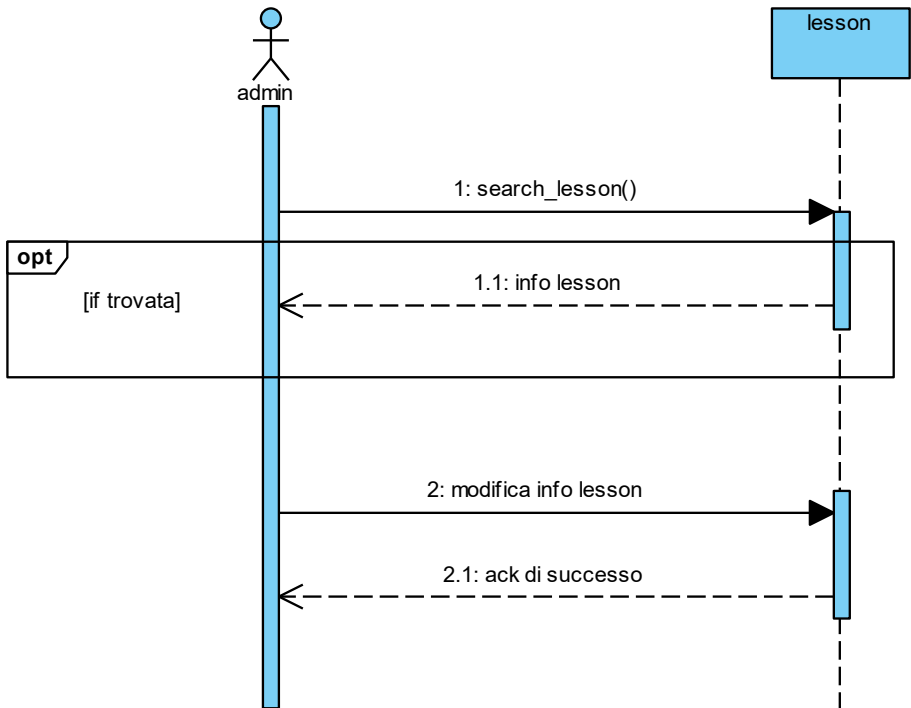 lesson
admin
1: search_lesson()
opt
1.1: info lesson
[if trovata]
2: modifica info lesson
2.1: ack di successo